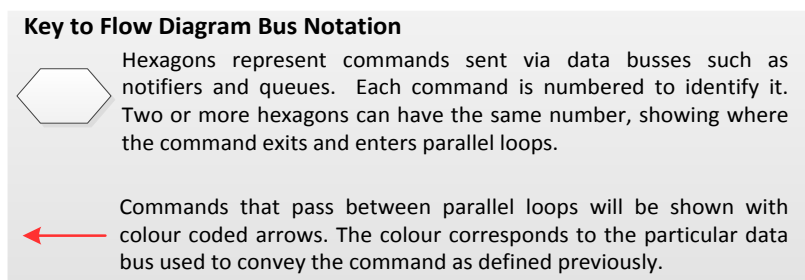 Key to Flow Diagram Bus Notation
Hexagons represent commands sent via data busses such as
notifiers and queues. Each command is numbered to identify it.
Two or more hexagons can have the same number, showing where
the command exits and enters parallel loops.
Commands that pass between parallel loops will be shown with
colour coded arrows. The colour corresponds to the particular data
bus used to convey the command as defined previously.